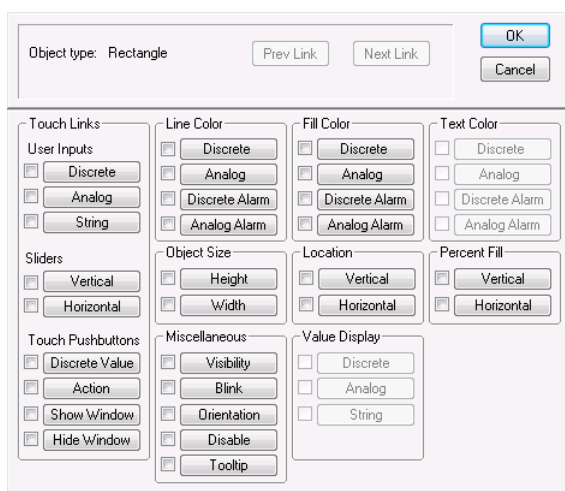 Object type: Rectangle
Prev Link
Next Link
OK
Cancel
Touch Links
User Inputs
Discrete
Analog
String
Sliders
Vertical
Horizontal
Touch Pushbuttons
Discrete Value
Action
Show Window
Hide Window
Line Color
Discrete
Analog
Discrete Alarm
Analog Alarm
Object Size
Height
Width
Miscellaneous
Visibility
Blink
Orientation
Disable
Tooltip
Fill Color
Discrete
Analog
Discrete Alarm
Analog Alarm
Location
Vertical
Horizontal
Value Display
Discrete
Analog
String
Text Color
Discrete
Analog
Discrete Alarm
Analog Alarm
Percent Fill
Vertical
Horizontal